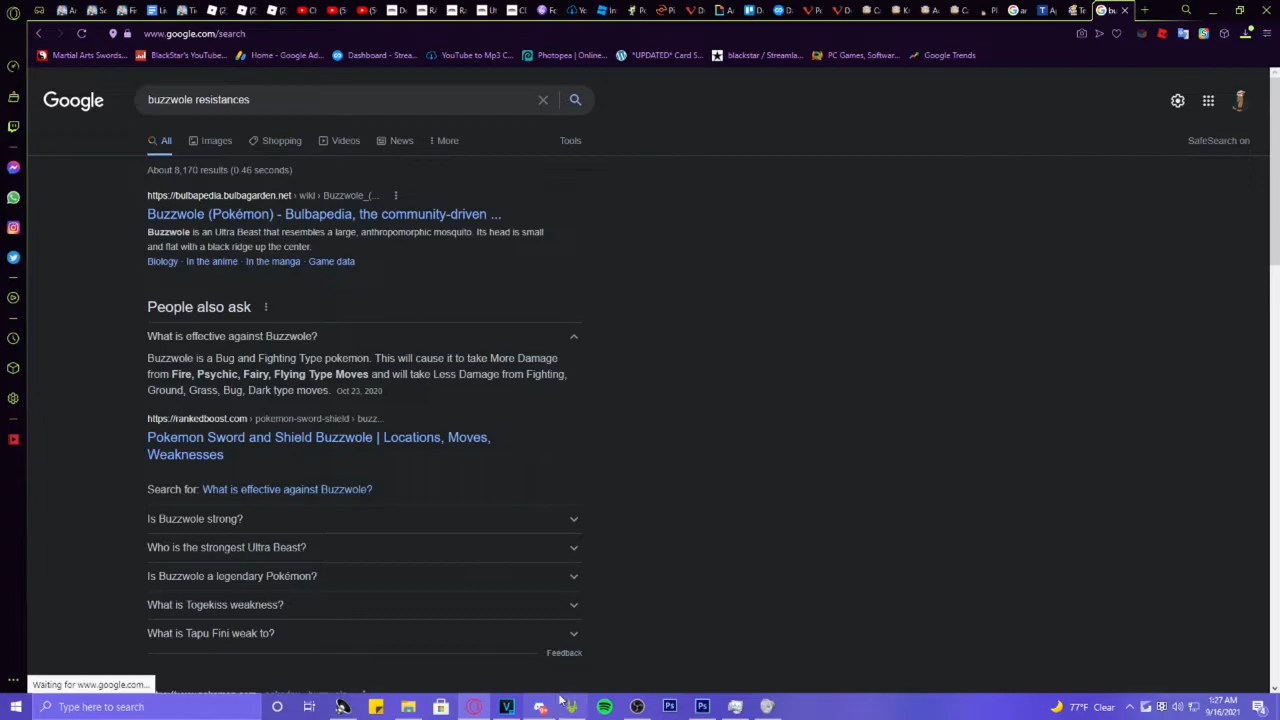 www.google.com/search
Martial Arts Swords...
BlackStar's YouTube...
Home - Google Ad...
Dashboard - Strea...
YouTube to Mp3 C...
Photopea | Online...
*UPDATED* Card S...
blackstar / Streamla...
PC Games, Softwar...
Google Trends
Google
buzzwole resistances
All
Images
Shopping
Videos
News
More
Tools
SafeSearch on
About 8,170 results (0.46 seconds)
https://bulbapedia.bulbagarden.net › wiki › Buzzwole_(...
Buzzwole (Pokémon) - Bulbapedia, the community-driven ...
Buzzwole is an Ultra Beast that resembles a large, anthropomorphic mosquito. Its head is small
and flat with a black ridge up the center.
Biology · In the anime · In the manga · Game data
People also ask
What is effective against Buzzwole?
Buzzwole is a Bug and Fighting Type pokemon. This will cause it to take More Damage
from Fire, Psychic, Fairy, Flying Type Moves and will take Less Damage from Fighting,
Ground, Grass, Bug, Dark type moves. Oct 23, 2020
https://rankedboost.com › pokemon-sword-shield › buzz...
Pokemon Sword and Shield Buzzwole | Locations, Moves,
Weaknesses
Search for: What is effective against Buzzwole?
Is Buzzwole strong?
Who is the strongest Ultra Beast?
Is Buzzwole a legendary Pokémon?
What is Togekiss weakness?
What is Tapu Fini weak to?
Feedback
Waiting for www.google.com...
Type here to search
77°F Clear
1:27 AM
9/16/2021